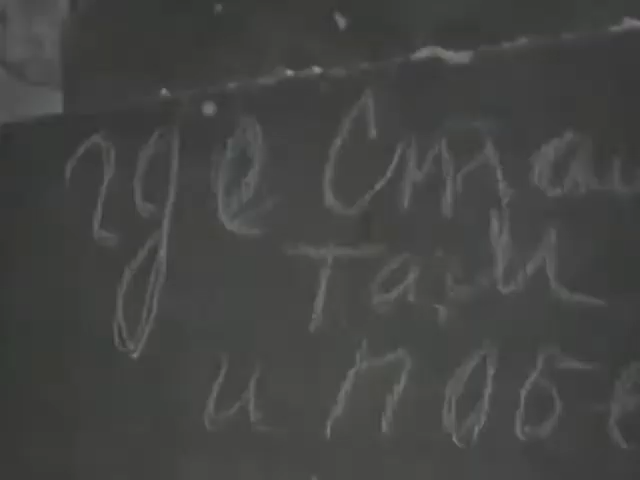 где Ста
там
и побе